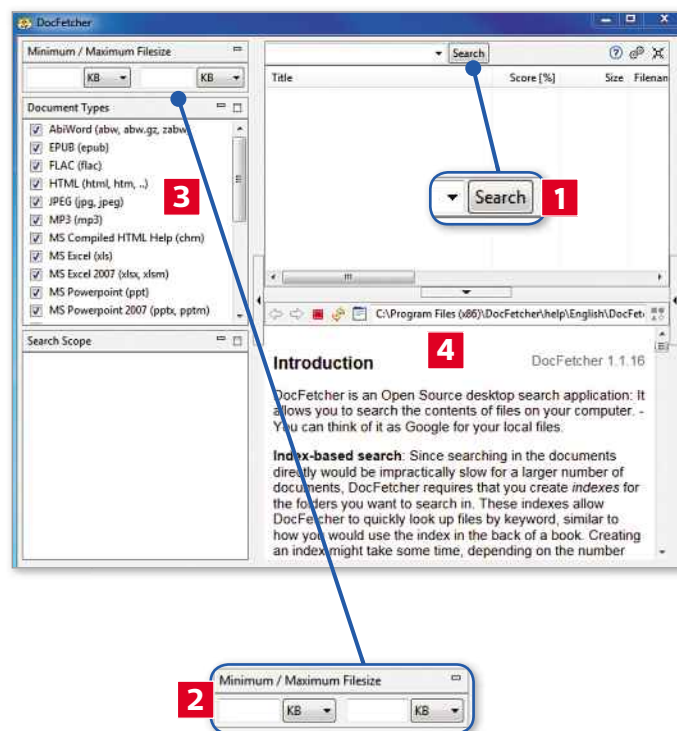 DocFetcher
Minimum / Maximum Filesize
KB KB
Document Types
AbiWord (abw, abw.gz, zabw)
EPUB (epub)
FLAC (flac)
HTML (html, htm, ..)
JPEG (jpg, jpeg)
MP3 (mp3)
MS Compiled HTML Help (chm)
MS Excel (xls)
MS Excel 2007 (xlsx, xlsm)
MS Powerpoint (ppt)
MS Powerpoint 2007 (pptx, pptm)
3
Search Scope
Search
Title Score [%] Size Filenan
Search 1
C:\Program Files (x86)\DocFetcher\help\English\DocFet
4
Introduction DocFetcher 1.1.16
DocFetcher is an Open Source desktop search application: It
allows you to search the contents of files on your computer. -
You can think of it as Google for your local files.
Index-based search: Since searching in the documents
directly would be impractically slow for a larger number of
documents, DocFetcher requires that you create indexes for
the folders you want to search in. These indexes allow
DocFetcher to quickly look up files by keyword, similar to
how you would use the index in the back of a book. Creating
an index might take some time, depending on the number
2
Minimum / Maximum Filesize
KB KB